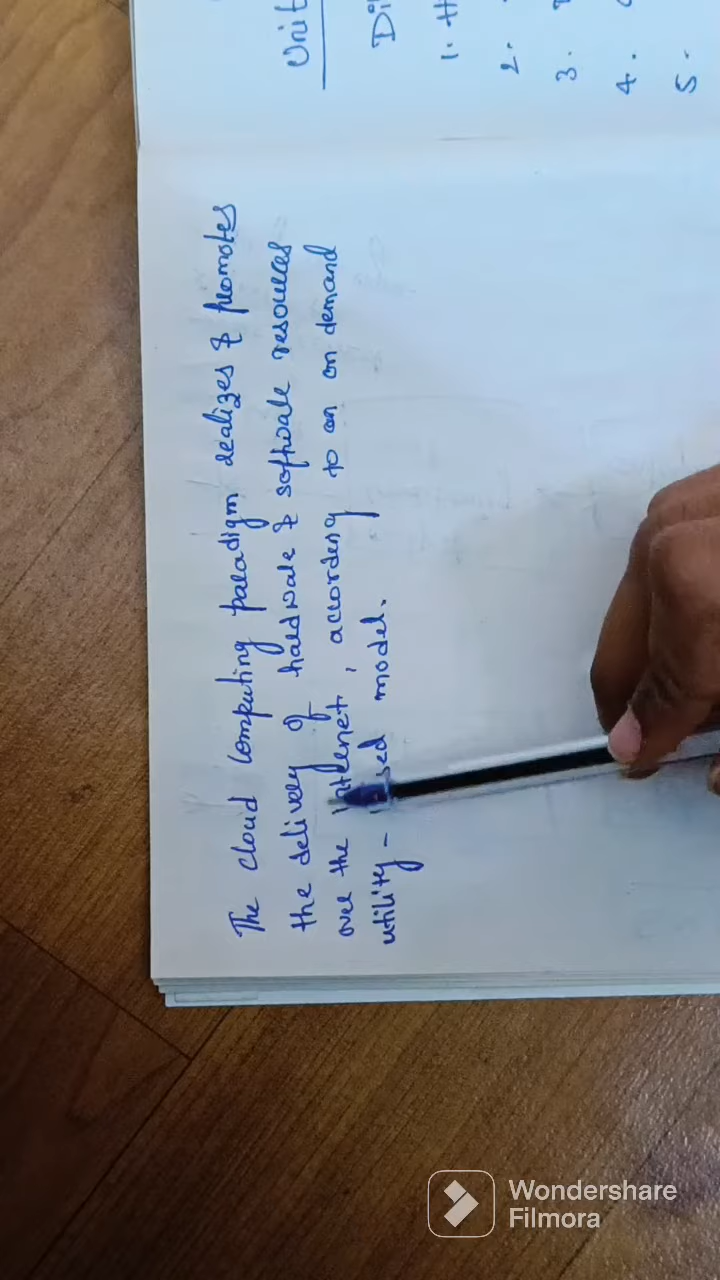 The cloud computing paradigm realizes & promotes
the delivery of hardware & software resources
over the internet, according to an on demand
utility - based model.
Unit
1.
2.
3.
4.
5.
Wondershare
Filmora